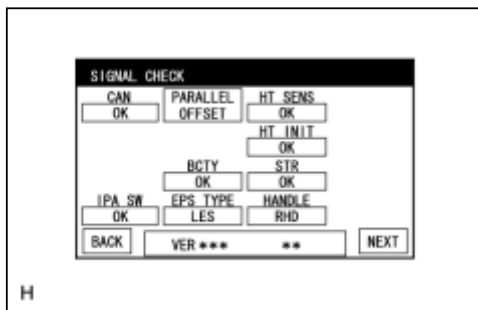 SIGNAL CHECK
CAN PARALLEL HT SENS
OK OFFSET OK
HT INIT
OK
BCTY STR
OK OK
IPA SW EPS TYPE HANDLE
OK LES RHD
BACK VER*** ** NEXT
H